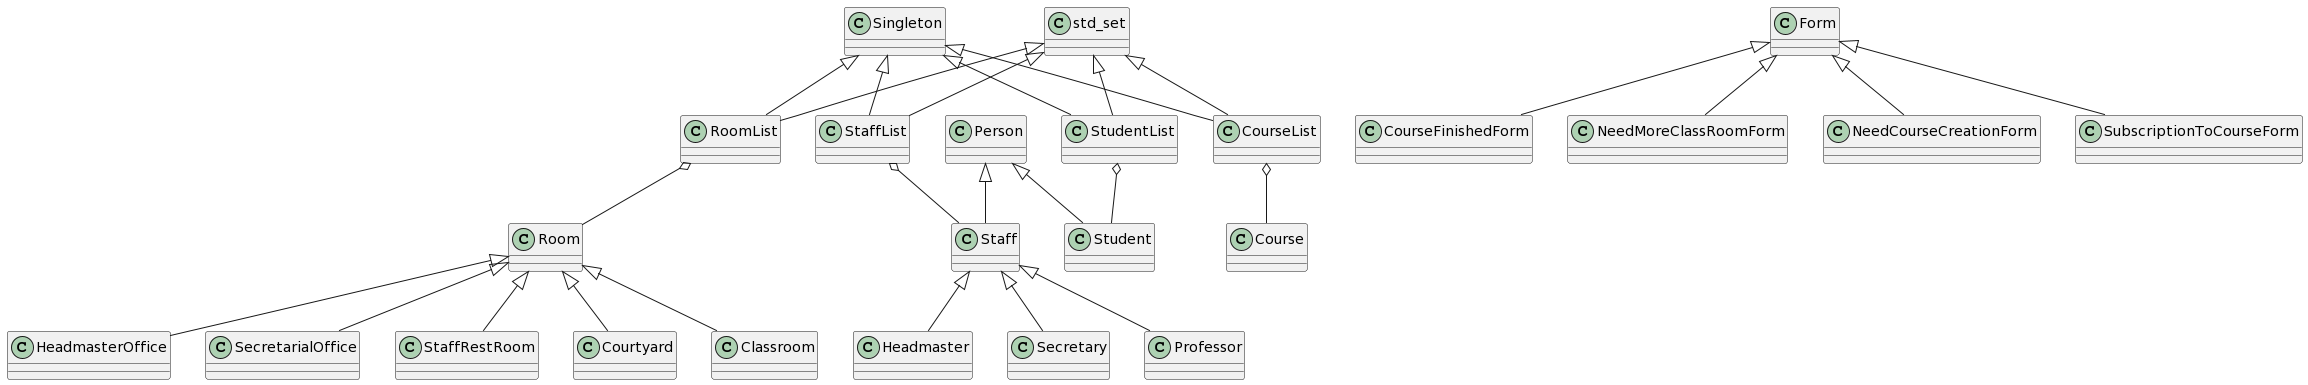 C Singleton
C std_set
C Form
C RoomList
C StaffList
C Person
C StudentList
C CourseList
C CourseFinishedForm
C NeedMoreClassRoomForm
C NeedCourseCreationForm
C SubscriptionToCourseForm
C Room
C Staff
C Student
C Course
C HeadmasterOffice
C SecretarialOffice
C StaffRestRoom
C Courtyard
C Classroom
C Headmaster
C Secretary
C Professor